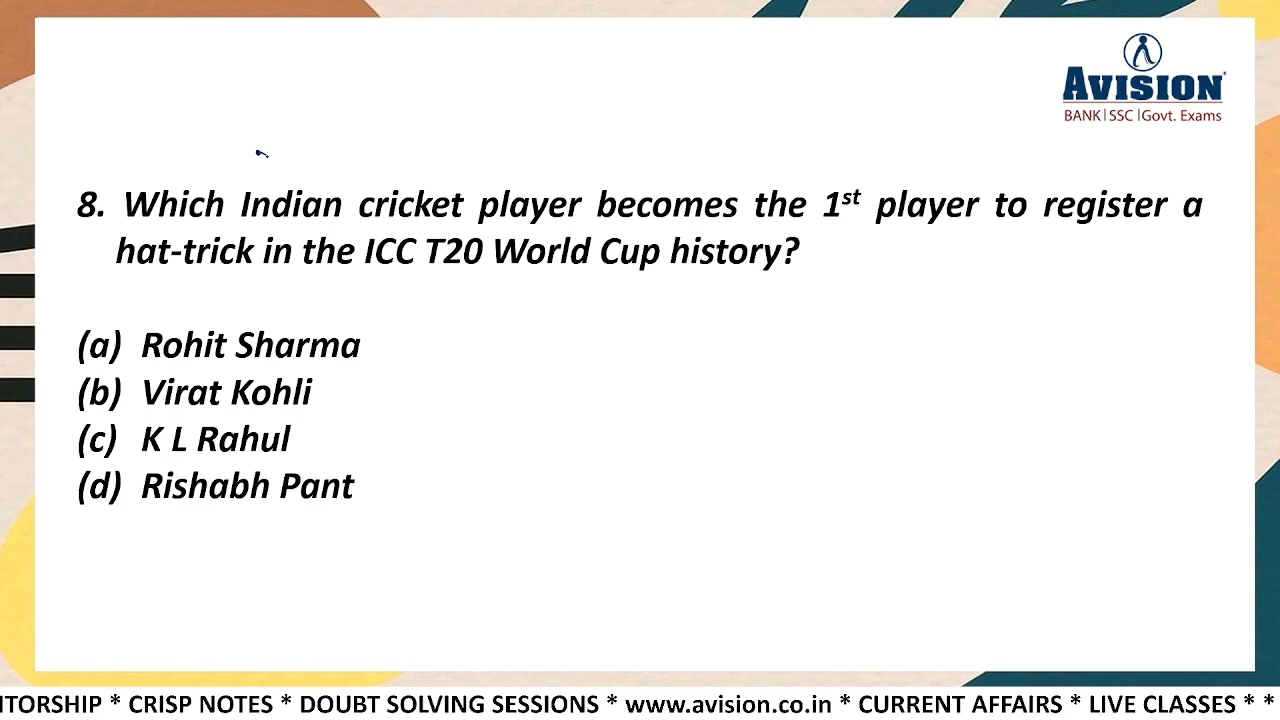 AVISION
BANK | SSC | Govt. Exams
8. Which Indian cricket player becomes the 1st player to register a
hat-trick in the ICC T20 World Cup history?
(a) Rohit Sharma
(b) Virat Kohli
(c) K L Rahul
(d) Rishabh Pant
ITORSHIP * CRISP NOTES * DOUBT SOLVING SESSIONS * www.avision.co.in * CURRENT AFFAIRS * LIVE CLASSES * *